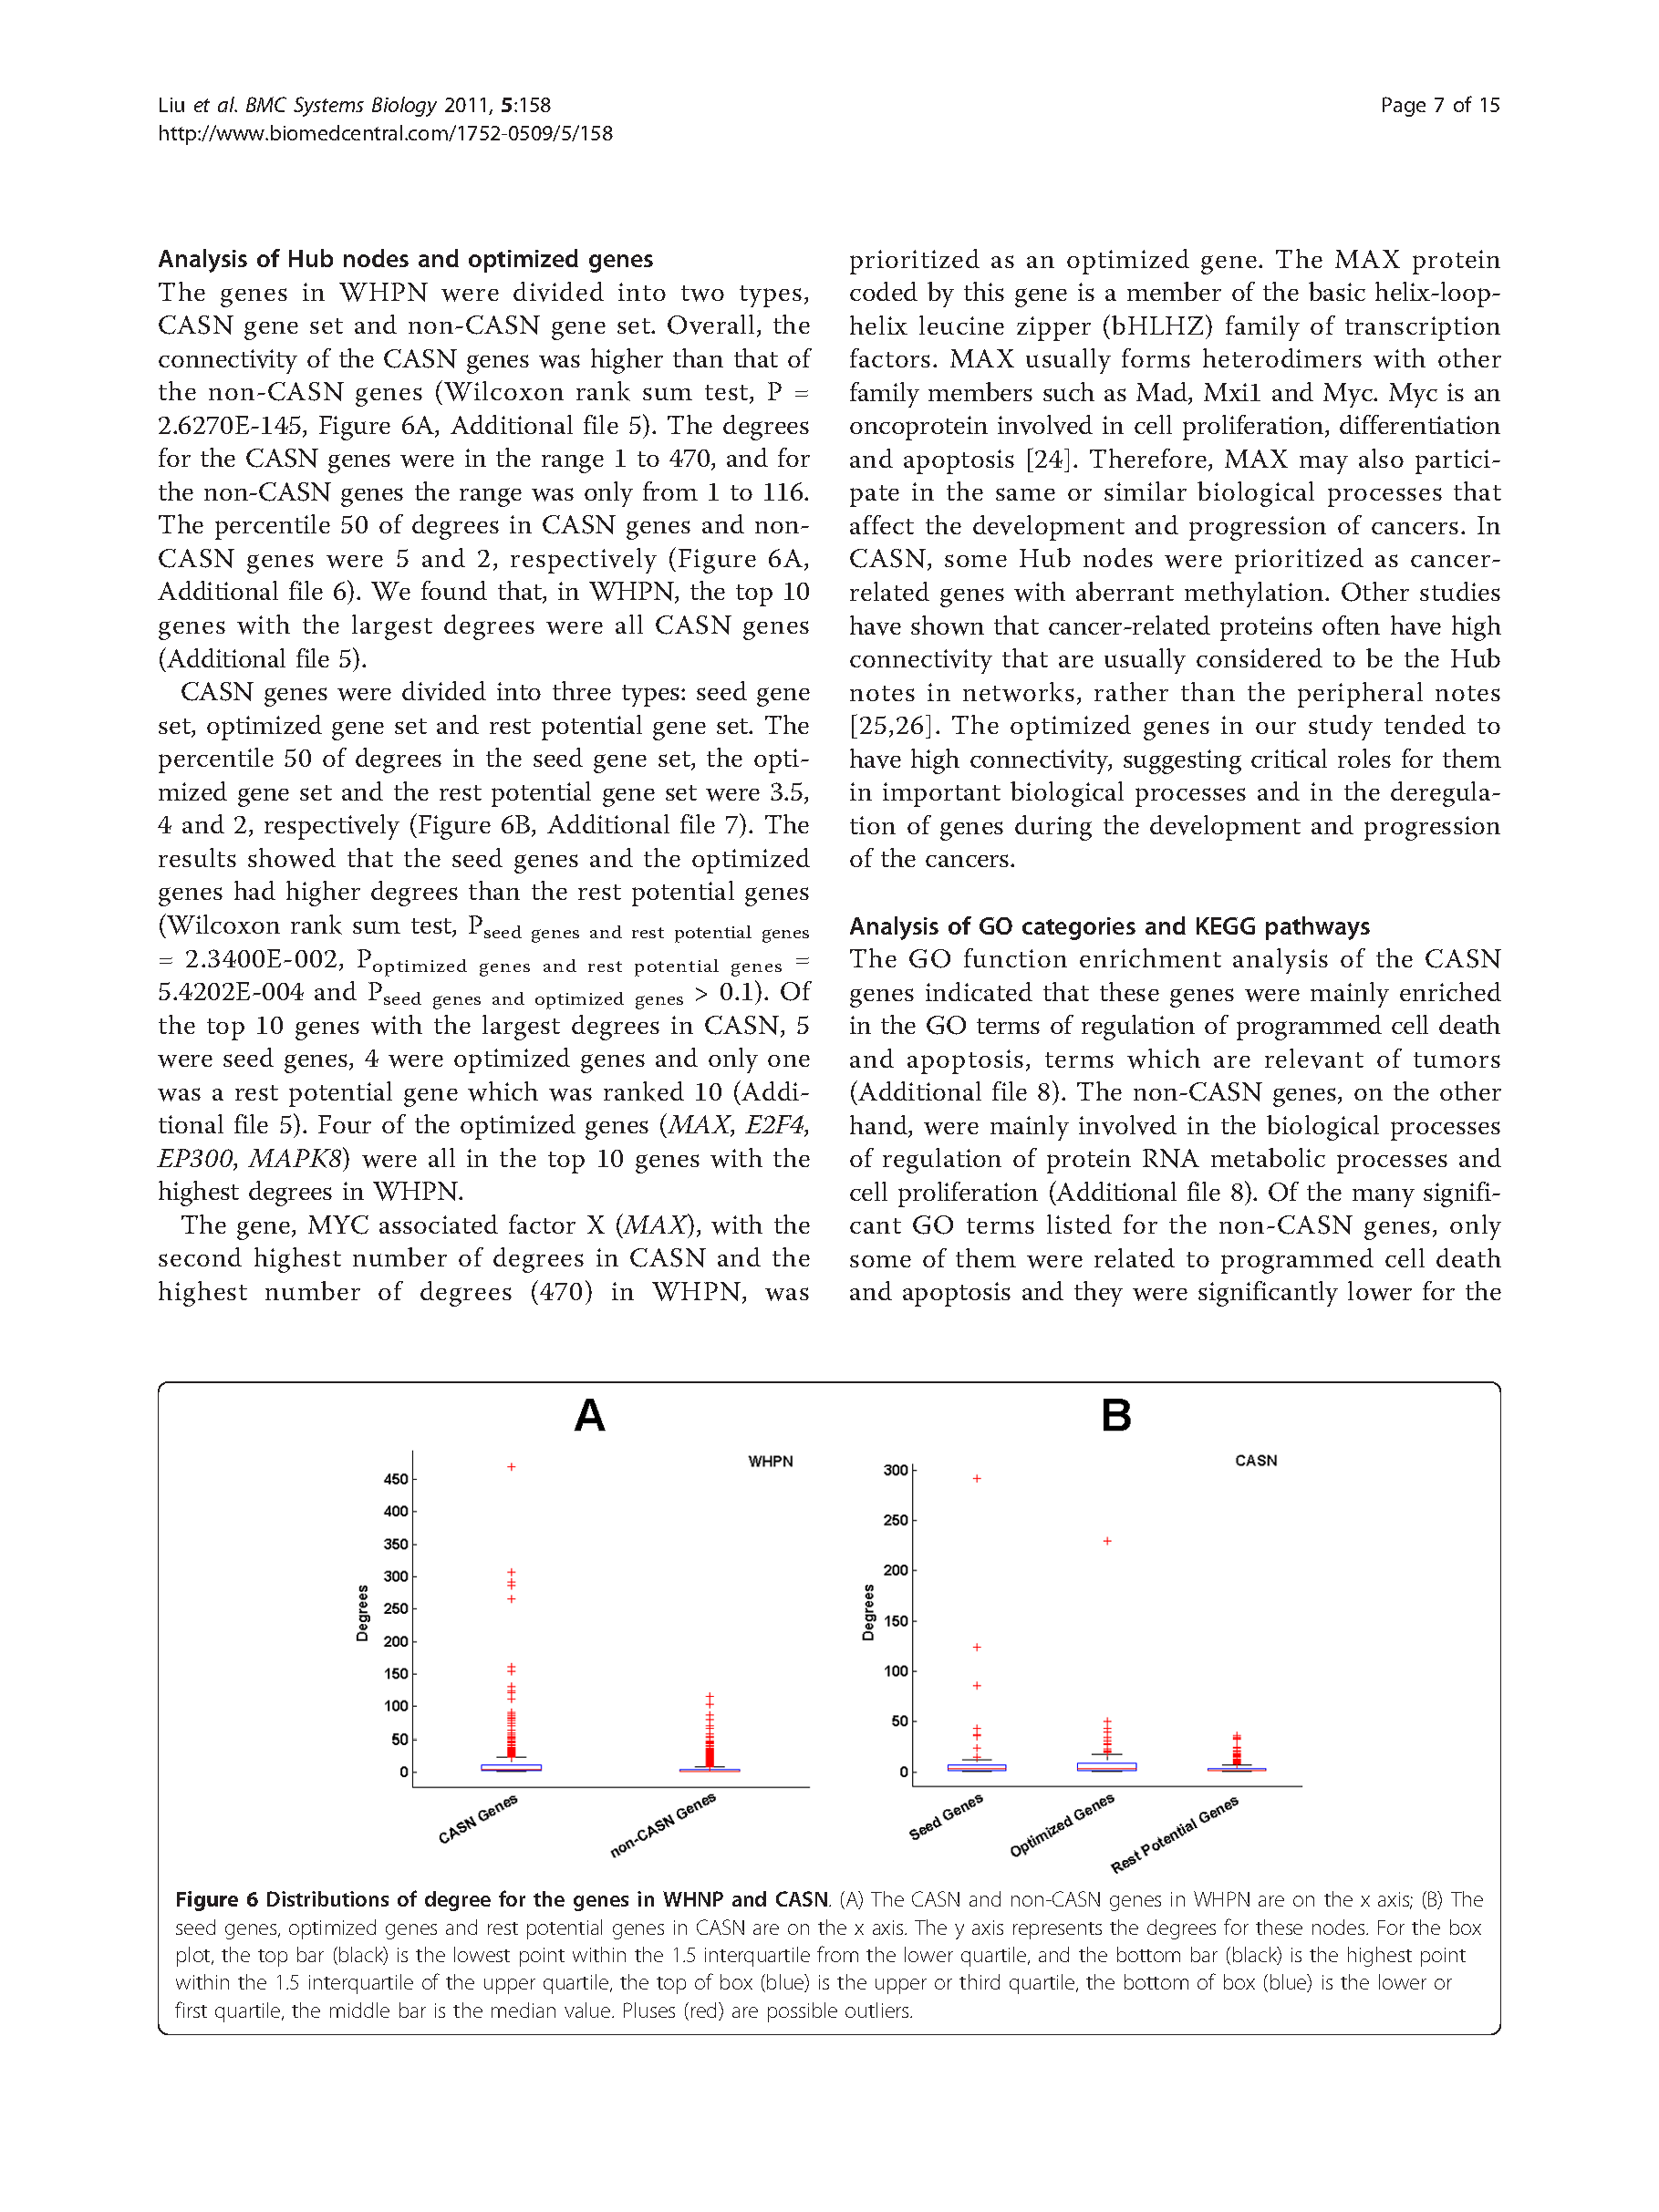 Liu et al. BMC Systems Biology 2011, 5:158
http://www.biomedcentral.com/1752-0509/5/158
Page 7 of 15
Analysis of Hub nodes and optimized genes
The genes in WHPN were divided into two types,
CASN gene set and non-CASN gene set. Overall, the
connectivity of the CASN genes was higher than that of
the non-CASN genes (Wilcoxon rank sum test, P =
2.6270E-145, Figure 6A, Additional file 5). The degrees
for the CASN genes were in the range 1 to 470, and for
the non-CASN genes the range was only from 1 to 116.
The percentile 50 of degrees in CASN genes and non-
CASN genes were 5 and 2, respectively (Figure 6A,
Additional file 6). We found that, in WHPN, the top 10
genes with the largest degrees were all CASN genes
(Additional file 5).
CASN genes were divided into three types: seed gene
set, optimized gene set and rest potential gene set. The
percentile 50 of degrees in the seed gene set, the opti-
mized gene set and the rest potential gene set were 3.5,
4 and 2, respectively (Figure 6B, Additional file 7). The
results showed that the seed genes and the optimized
genes had higher degrees than the rest potential genes
(Wilcoxon rank sum test, Pseed genes and rest potential genes
= 2.3400E-002, Poptimized genes and rest potential genes =
5.4202E-004 and Pseed genes and optimized genes > 0.1). Of
the top 10 genes with the largest degrees in CASN, 5
were seed genes, 4 were optimized genes and only one
was a rest potential gene which was ranked 10 (Addi-
tional file 5). Four of the optimized genes (MAX, E2F4,
EP300, MAPK8) were all in the top 10 genes with the
highest degrees in WHPN.
The gene, MYC associated factor X (MAX), with the
second highest number of degrees in CASN and the
highest number of degrees (470) in WHPN, was
prioritized as an optimized gene. The MAX protein
coded by this gene is a member of the basic helix-loop-
helix leucine zipper (bHLHZ) family of transcription
factors. MAX usually forms heterodimers with other
family members such as Mad, Mxi1 and Myc. Myc is an
oncoprotein involved in cell proliferation, differentiation
and apoptosis [24]. Therefore, MAX may also partici-
pate in the same or similar biological processes that
affect the development and progression of cancers. In
CASN, some Hub nodes were prioritized as cancer-
related genes with aberrant methylation. Other studies
have shown that cancer-related proteins often have high
connectivity that are usually considered to be the Hub
notes in networks, rather than the peripheral notes
[25,26]. The optimized genes in our study tended to
have high connectivity, suggesting critical roles for them
in important biological processes and in the deregula-
tion of genes during the development and progression
of the cancers.
Analysis of GO categories and KEGG pathways
The GO function enrichment analysis of the CASN
genes indicated that these genes were mainly enriched
in the GO terms of regulation of programmed cell death
and apoptosis, terms which are relevant of tumors
(Additional file 8). The non-CASN genes, on the other
hand, were mainly involved in the biological processes
of regulation of protein RNA metabolic processes and
cell proliferation (Additional file 8). Of the many signifi-
cant GO terms listed for the non-CASN genes, only
some of them were related to programmed cell death
and apoptosis and they were significantly lower for the
A
WHPN
Degrees
450
400
350
300
250
200
150
100
50
0
CASN Genes
non-CASN Genes
B
CASN
Degrees
300
250
200
150
100
50
0
Seed Genes
Optimized Genes
Rest Potential Genes
Figure 6 Distributions of degree for the genes in WHNP and CASN. (A) The CASN and non-CASN genes in WHPN are on the x axis; (B) The
seed genes, optimized genes and rest potential genes in CASN are on the x axis. The y axis represents the degrees for these nodes. For the box
plot, the top bar (black) is the lowest point within the 1.5 interquartile from the lower quartile, and the bottom bar (black) is the highest point
within the 1.5 interquartile of the upper quartile, the top of box (blue) is the upper or third quartile, the bottom of box (blue) is the lower or
first quartile, the middle bar is the median value. Pluses (red) are possible outliers.